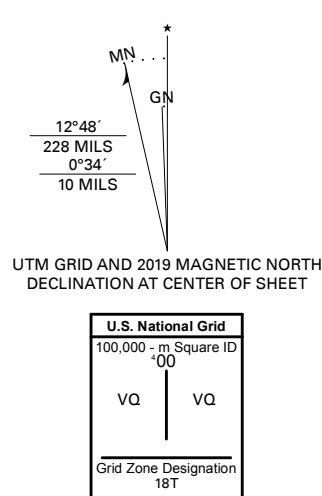 ★
MN
GN
12°48´
228 MILS
0°34´
10 MILS
UTM GRID AND 2019 MAGNETIC NORTH
DECLINATION AT CENTER OF SHEET
U.S. National Grid
100,000 - m Square ID
⁴00
VQ VQ
Grid Zone Designation
18T